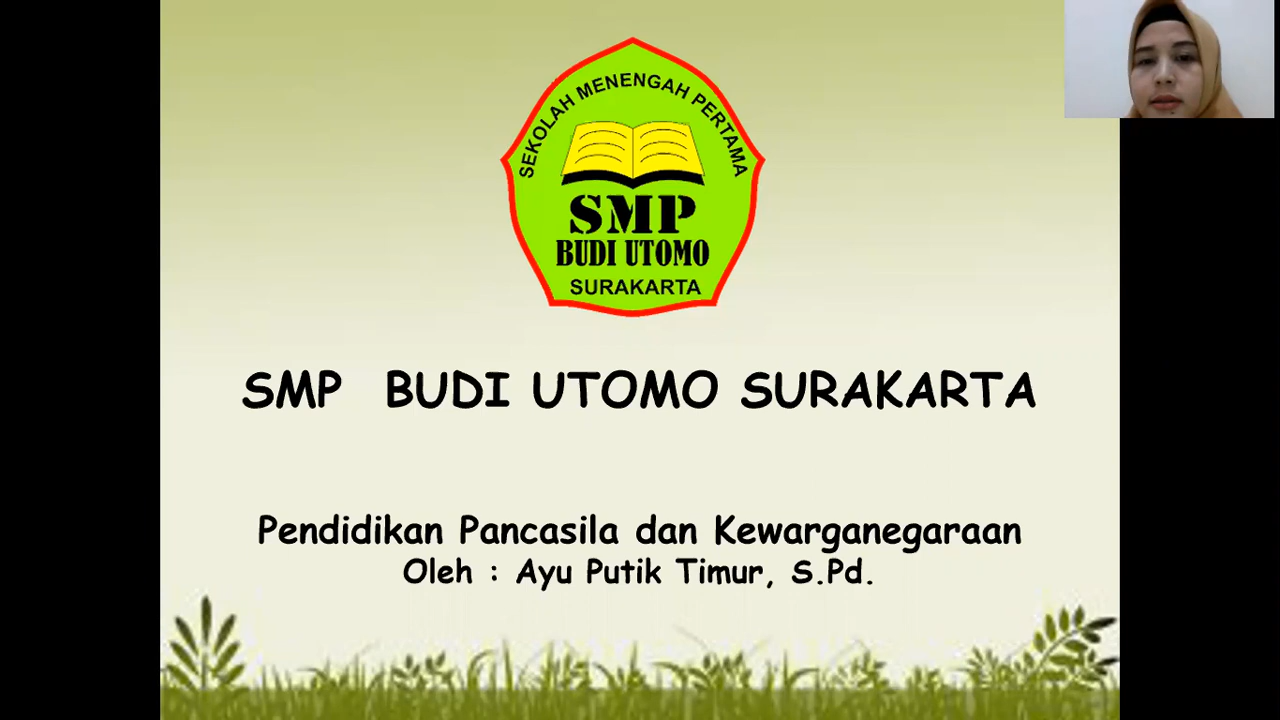 SEKOLAH MENENGAH PERTAMA
SMP
BUDI UTOMO
SURAKARTA
SMP BUDI UTOMO SURAKARTA
Pendidikan Pancasila dan Kewarganegaraan
Oleh : Ayu Putik Timur, S.Pd.